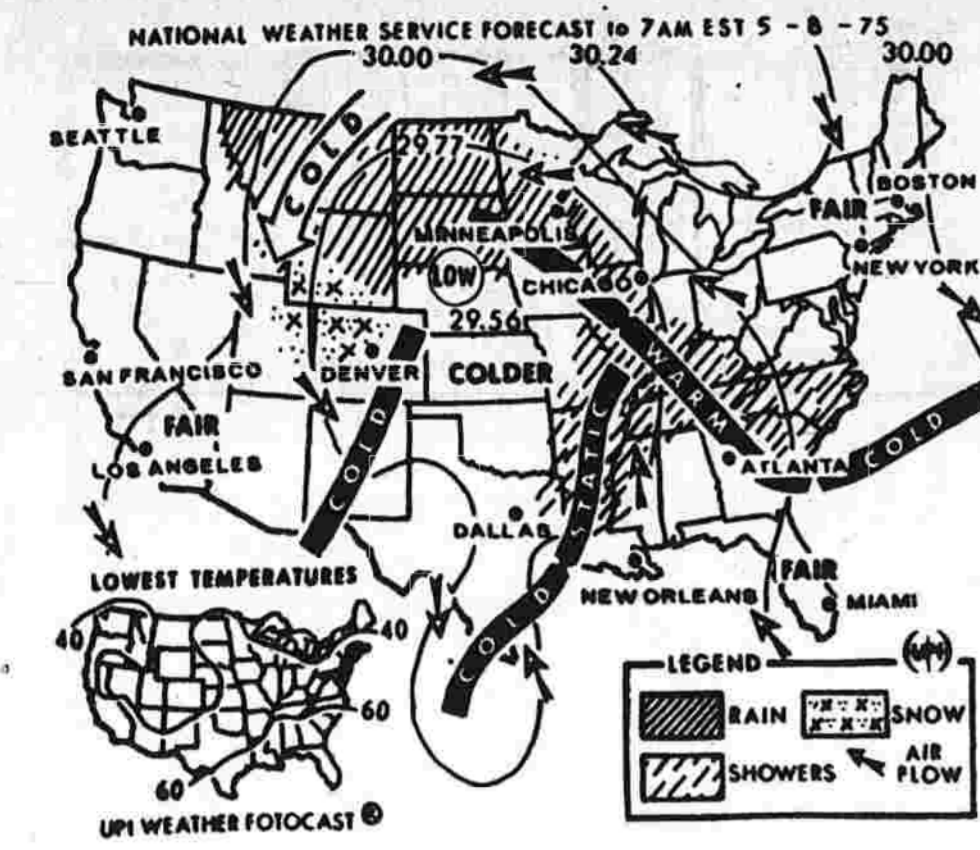 NATIONAL WEATHER SERVICE FORECAST to 7AM EST 5 - 8 - 75
30.00 30.24 30.00
SEATTLE
COLD
29.77
BOSTON
FAIR
MINNEAPOLIS
NEW YORK
LOW
CHICAGO
29.56
SAN FRANCISCO
DENVER
COLDER
WARM
FAIR
COLD
STATIC
COLD
LOS ANGELES
ATLANTA
DALLAS
LOWEST TEMPERATURES
NEW ORLEANS
FAIR
MIAMI
COLD
40 40
60
60
UPI WEATHER FOTOCAST ©
UPI
LEGEND
RAIN
SNOW
SHOWERS
AIR
FLOW